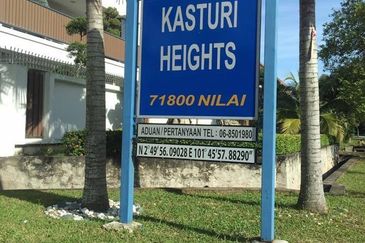 KASTURI
HEIGHTS
71800 NILAI
ADUAN/PERTANYAAN TEL : 06-8501980
N 2° 49' 56. 09028 E 101° 45' 57. 88290"